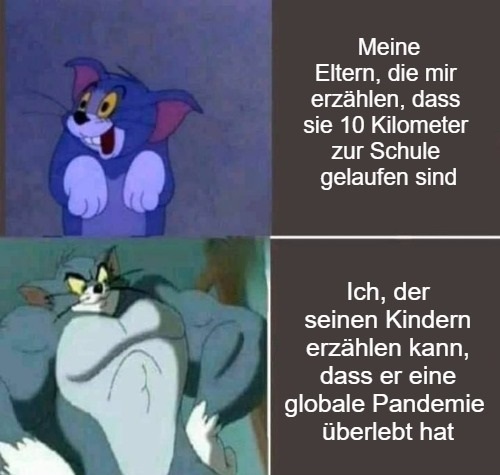 Meine
Eltern, die mir
erzählen, dass
sie 10 Kilometer
zur Schule
gelaufen sind
Ich, der
seinen Kindern
erzählen kann,
dass er eine
globale Pandemie
überlebt hat